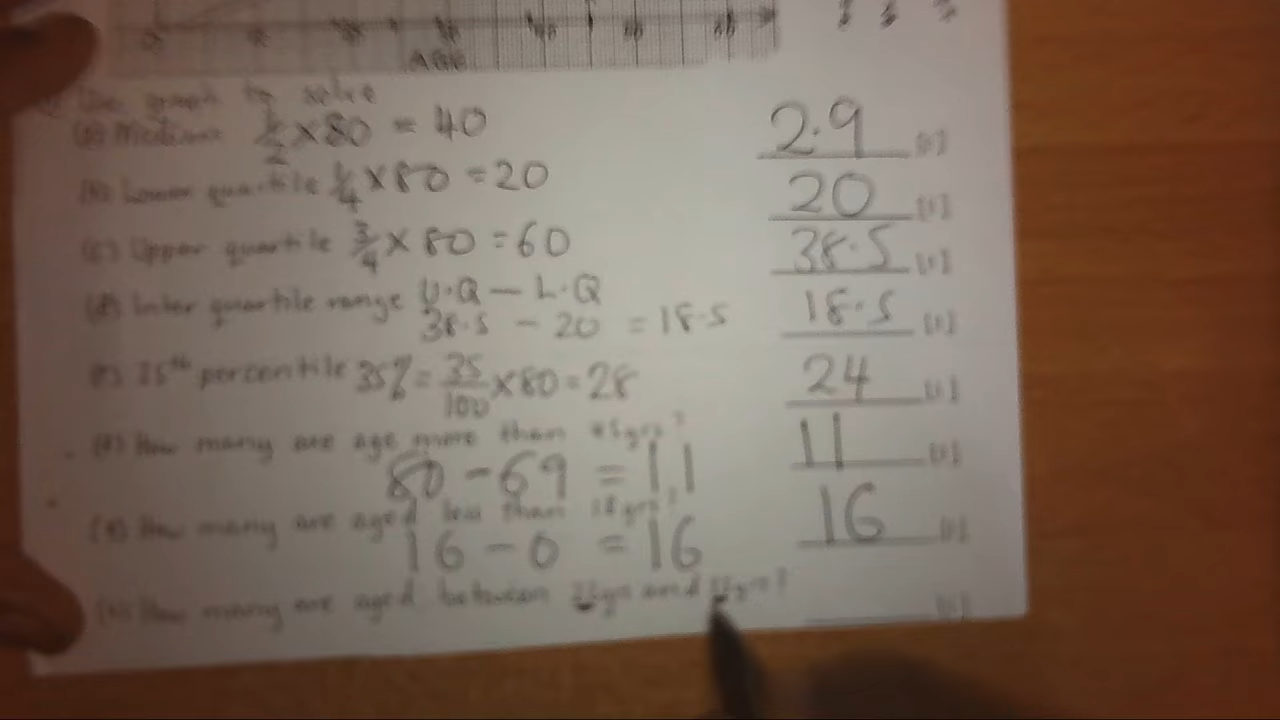 AGE
Use graph to solve
(a) Median 1/2 × 80 = 40 2.9 [1]
(b) Lower quartile 1/4 × 80 = 20 20 [1]
(c) Upper quartile 3/4 × 80 = 60 38.5 [1]
(d) Inter quartile range U.Q — L.Q
38.5 - 20 = 18.5 18.5 [1]
(e) 35th percentile 35% = 35/100 × 80 = 28 24 [1]
(f) How many are age more than 45yrs? 11 [1]
80 - 69 = 11
(g) How many are aged less than 18yrs? 16 [1]
16 - 0 = 16
(h) How many are aged between and [1]